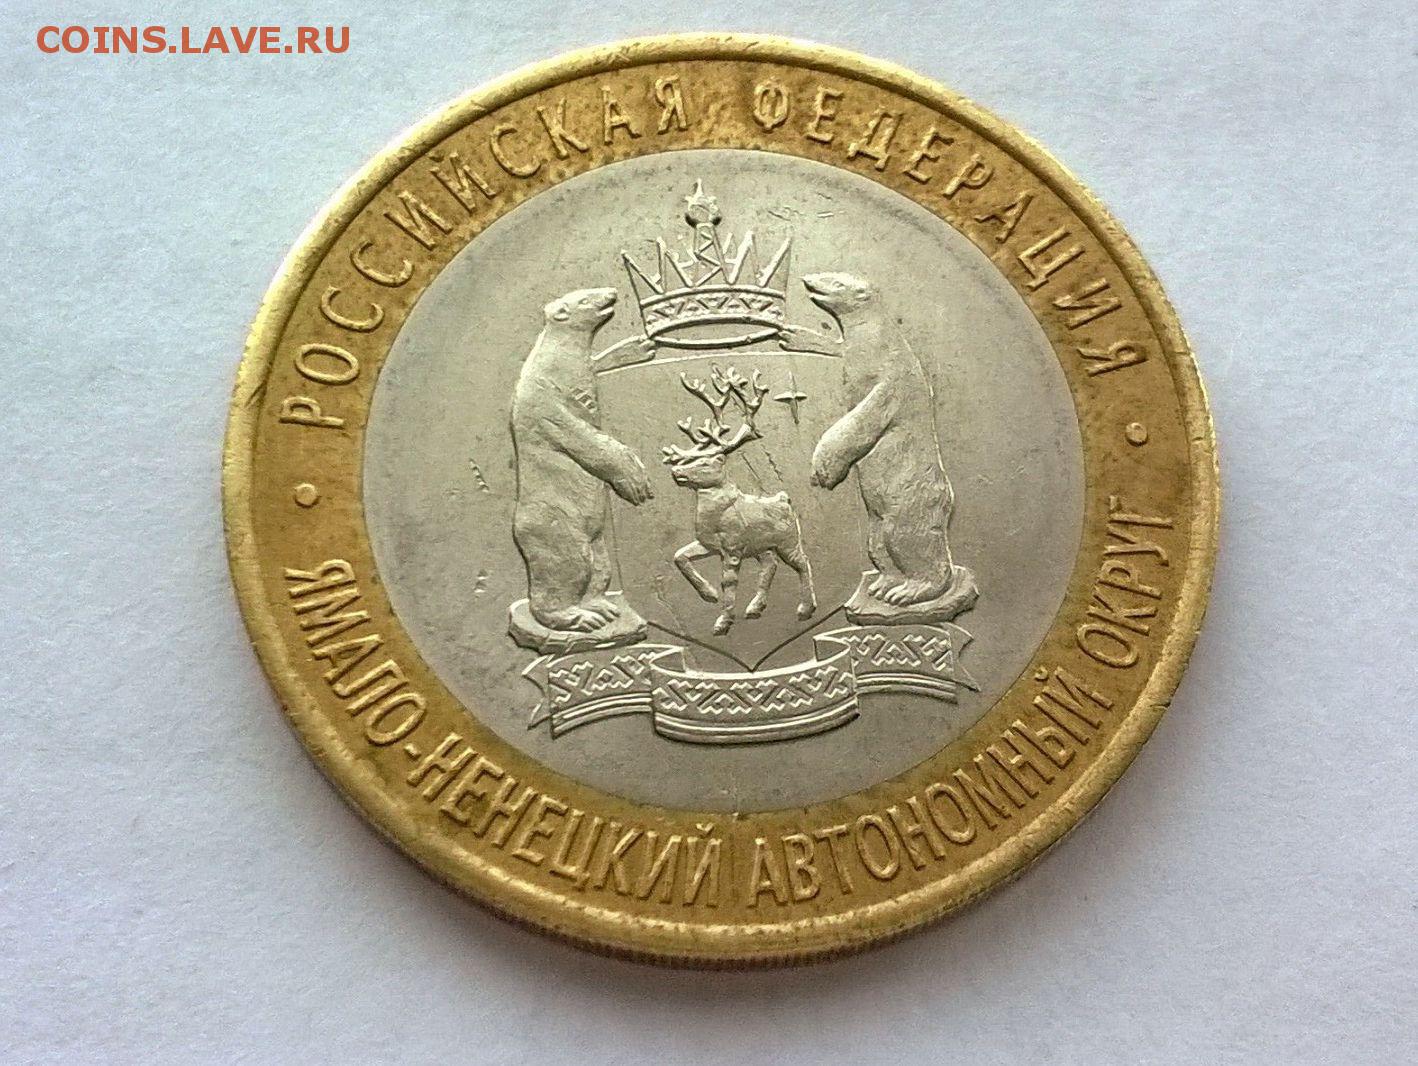 COINS.LAVE.RU
РОССИЙСКАЯ ФЕДЕРАЦИЯ
ЯМАЛО-НЕНЕЦКИЙ АВТОНОМНЫЙ ОКРУГ